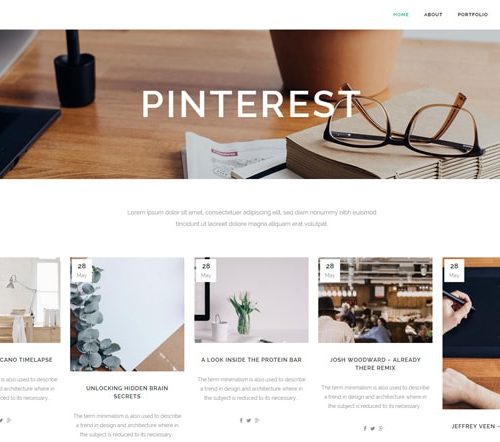 HOME ABOUT PORTFOLIO
PINTEREST
Lorem ipsum dolor sit amet, consectetuer adipiscing elit, sed diam nonummy nibh euismod
tincidunt ut laoreet dolore magna aliquam erat volutpat.
28
May
28
May
28
May
28
May
CANO TIMELAPSE
is also used to describe
and architecture where in
is reduced to its necessary...
UNLOCKING HIDDEN BRAIN
SECRETS
The term minimalism is also used to describe
a trend in design and architecture where in
the subject is reduced to its necessary...
A LOOK INSIDE THE PROTEIN BAR
The term minimalism is also used to describe
a trend in design and architecture where in
the subject is reduced to its necessary...
JOSH WOODWARD – ALREADY
THERE REMIX
The term minimalism is also used to describe
a trend in design and architecture where in
the subject is reduced to its necessary...
JEFFREY VEEN –